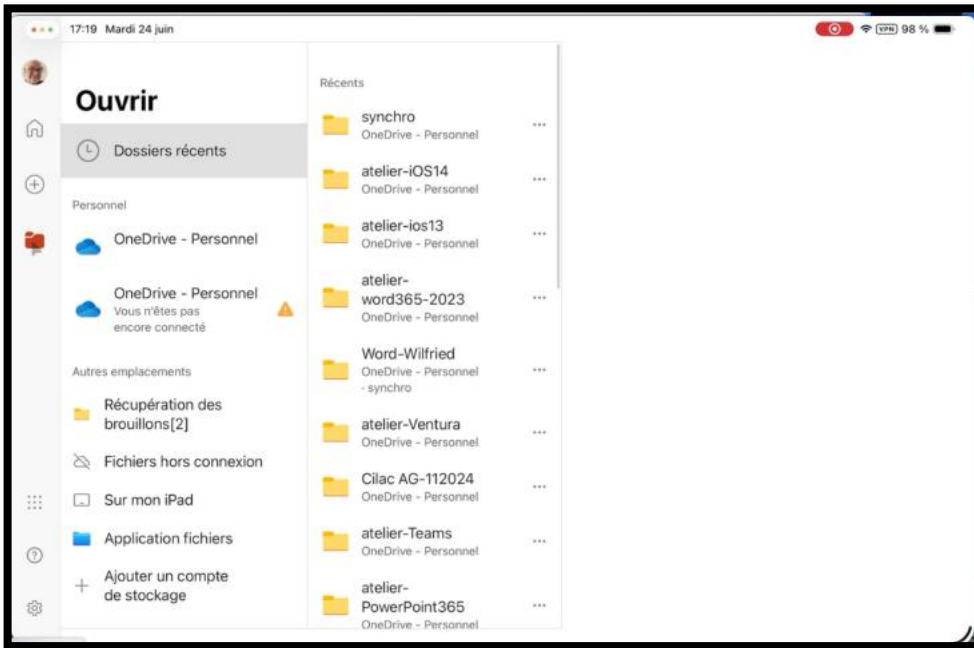 17:19 Mardi 24 juin
VPN 98 %
Ouvrir
Dossiers récents
Personnel
OneDrive - Personnel
OneDrive - Personnel
Vous n'êtes pas
encore connecté
Autres emplacements
Récupération des
brouillons[2]
Fichiers hors connexion
Sur mon iPad
Application fichiers
Ajouter un compte
de stockage
Récents
synchro
OneDrive - Personnel
atelier-iOS14
OneDrive - Personnel
atelier-ios13
OneDrive - Personnel
atelier-
word365-2023
OneDrive - Personnel
Word-Wilfried
OneDrive - Personnel
- synchro
atelier-Ventura
OneDrive - Personnel
Cilac AG-112024
OneDrive - Personnel
atelier-Teams
OneDrive - Personnel
atelier-
PowerPoint365
OneDrive - Personnel